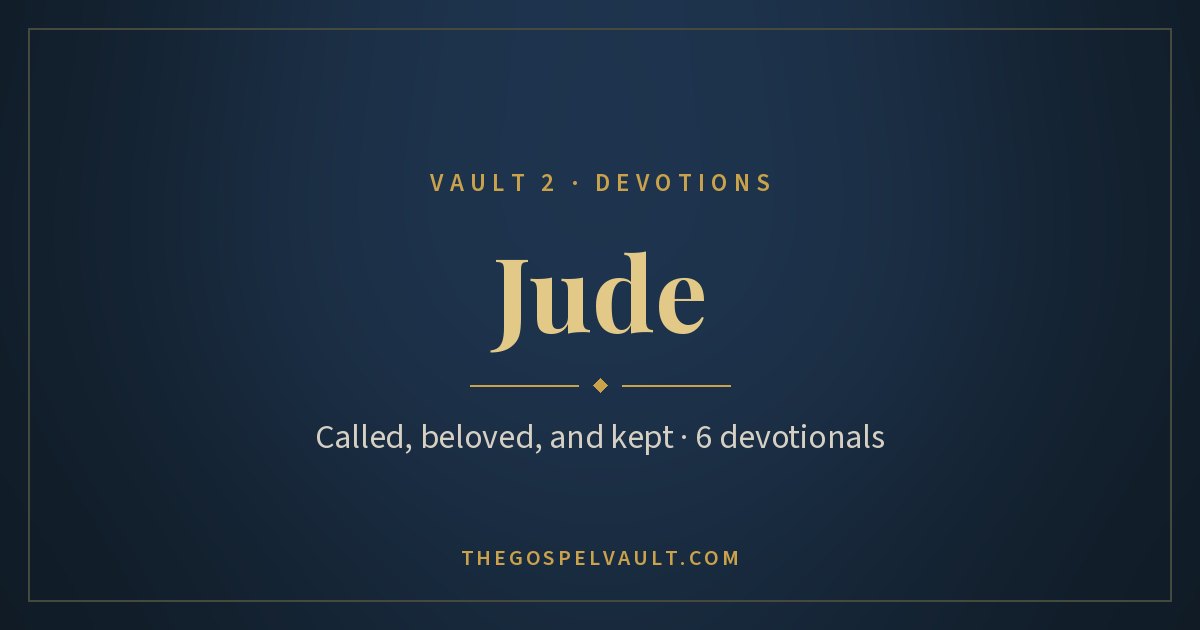 VAULT 2 · DEVOTIONS
Jude
Called, beloved, and kept · 6 devotionals
THEGOSPELVAULT.COM